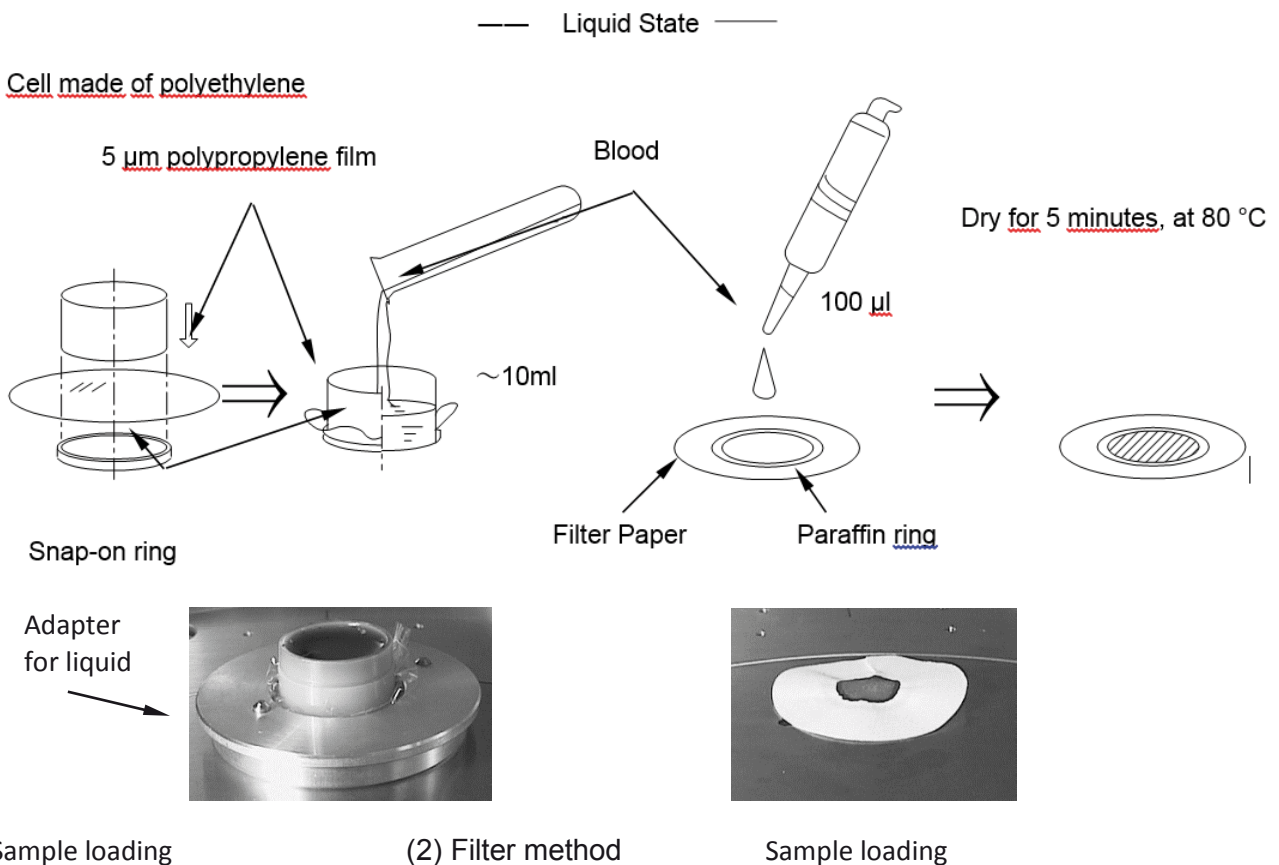 Liquid State
Cell made of polyethylene
5 µm polypropylene film
Blood
Dry for 5 minutes, at 80 °C
100 µl
～10ml
Filter Paper
Paraffin ring
Snap-on ring
Adapter
for liquid
Sample loading
(2) Filter method
Sample loading